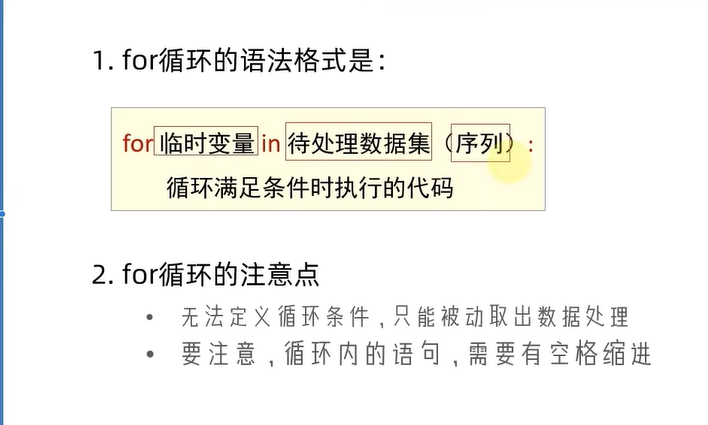 1. for循环的语法格式是：
for 临时变量 in 待处理数据集（序列）:
循环满足条件时执行的代码
2. for循环的注意点
• 无法定义循环条件，只能被动取出数据处理
• 要注意，循环内的语句，需要有空格缩进